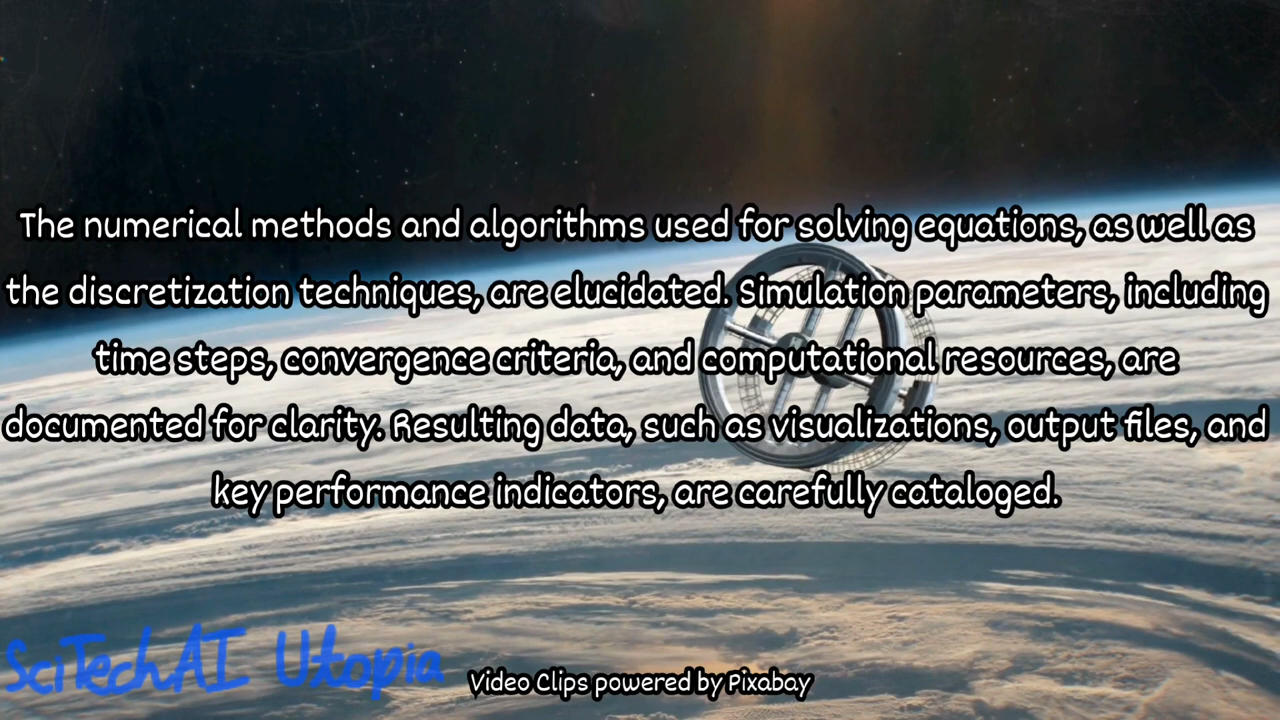 The numerical methods and algorithms used for solving equations, as well as
the discretization techniques, are elucidated. Simulation parameters, including
time steps, convergence criteria, and computational resources, are
documented for clarity. Resulting data, such as visualizations, output files, and
key performance indicators, are carefully cataloged.
SciTechAI Utopia
Video Clips powered by Pixabay